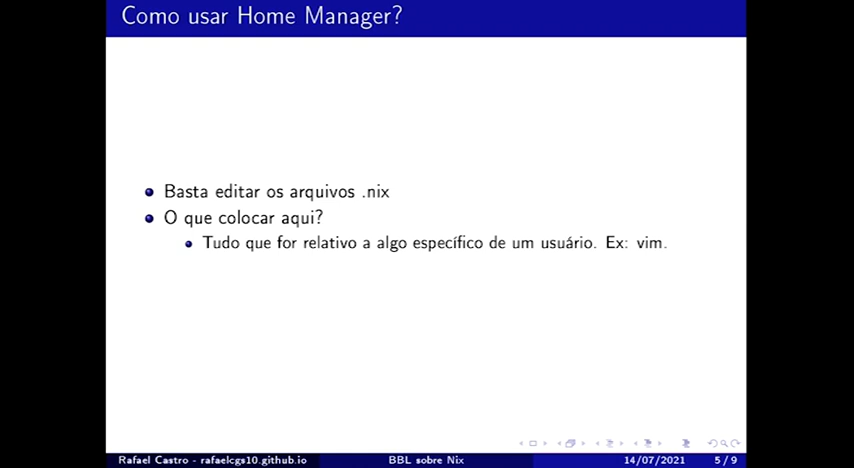 Como usar Home Manager?
Basta editar os arquivos .nix
O que colocar aqui?
Tudo que for relativo a algo específico de um usuário. Ex: vim.
Rafael Castro - rafaelcgs10.github.io BBL sobre Nix 14/07/2021 5 / 9